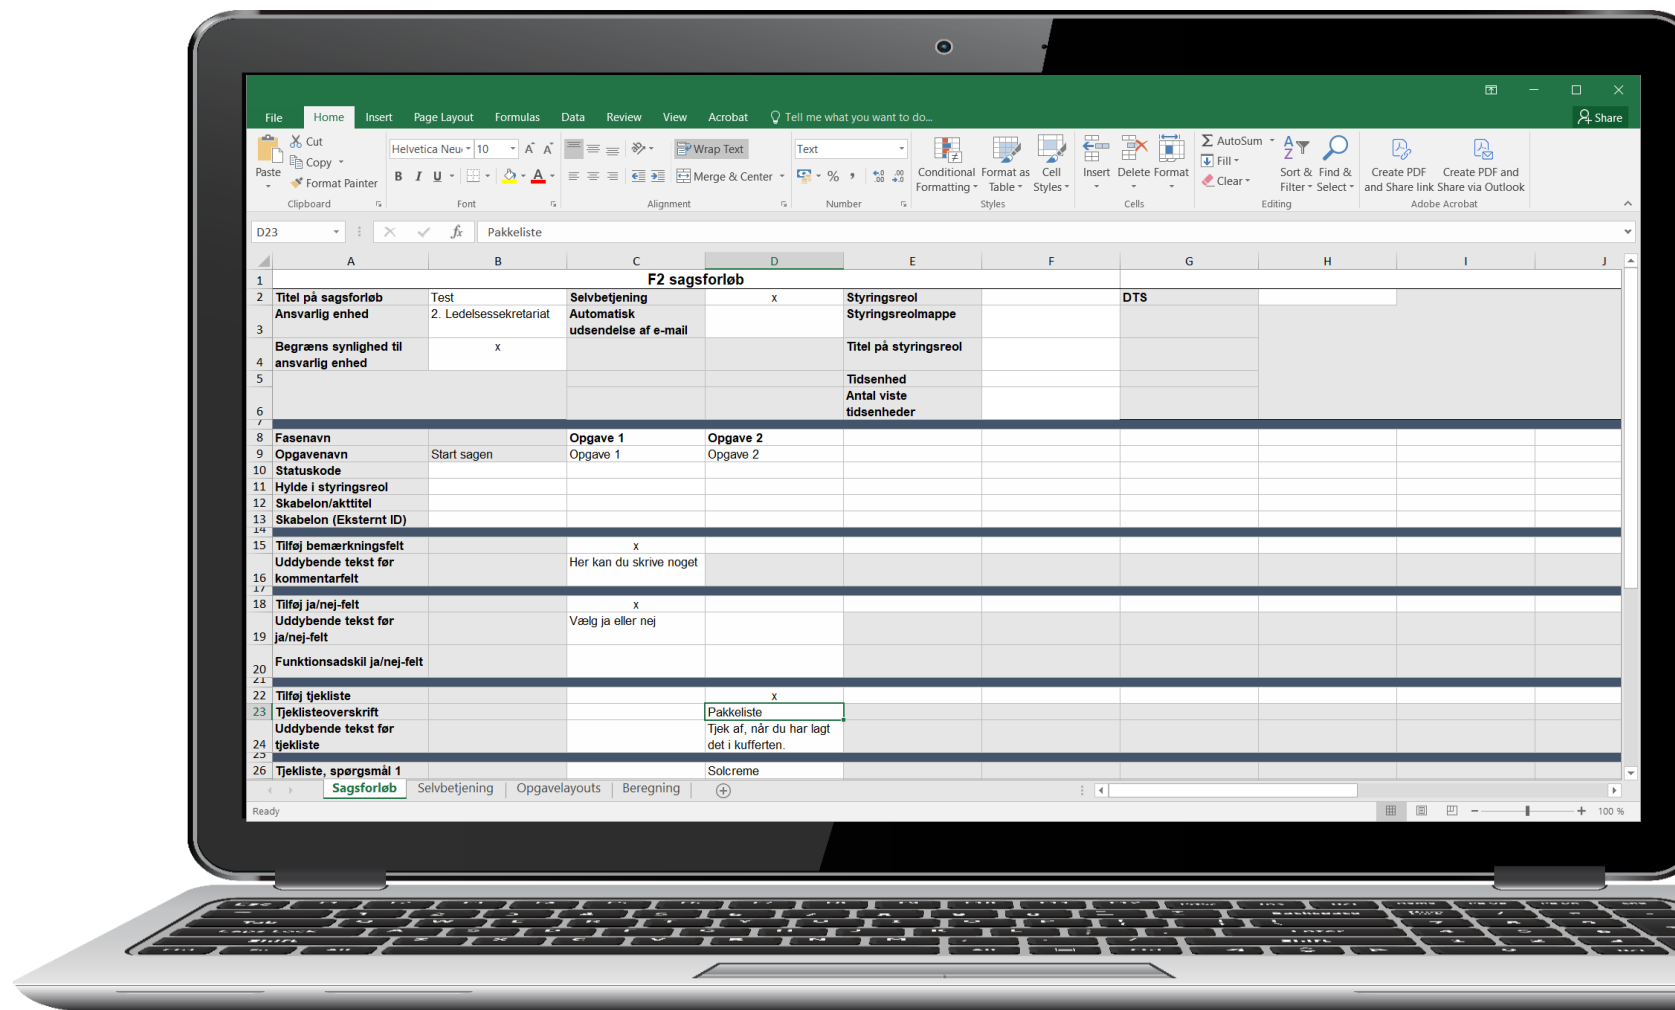 File Home Insert Page Layout Formulas Data Review View Acrobat Tell me what you want to do... Share
Paste
Cut
Copy
Format Painter
Clipboard
Helvetica Neu 10
B I U
Font
Wrap Text
Merge & Center
Alignment
Text
%
Number
Conditional Formatting
Format as Table
Cell Styles
Styles
Insert Delete Format
Cells
AutoSum
Fill
Clear
Sort & Filter
Find & Select
Editing
Create PDF and Share link
Create PDF and Share via Outlook
Adobe Acrobat
D23 fx Pakkeliste
A B C D E F G H I J
1 F2 sagsforløb
2 Titel på sagsforløb Test Selvbetjening x Styringsreol DTS
3 Ansvarlig enhed 2. Ledelsessekretariat Automatisk udsendelse af e-mail Styringsreolmappe
4 Begræns synlighed til ansvarlig enhed x Titel på styringsreol
5 Tidsenhed
6 Antal viste tidsenheder
7
8 Fasenavn Opgave 1 Opgave 2
9 Opgavenavn Start sagen Opgave 1 Opgave 2
10 Statuskode
11 Hylde i styringsreol
12 Skabelon/akttitel
13 Skabelon (Eksternt ID)
14
15 Tilføj bemærkningsfelt x
16 Uddybende tekst før kommentarfelt Her kan du skrive noget
17
18 Tilføj ja/nej-felt x
19 Uddybende tekst før ja/nej-felt Vælg ja eller nej
20 Funktionsadskil ja/nej-felt
21
22 Tilføj tjekliste x
23 Tjeklisteoverskrift Pakkeliste
24 Uddybende tekst før tjekliste Tjek af, når du har lagt det i kufferten.
25
26 Tjekliste, spørgsmål 1 Solcreme
Sagsforløb Selvbetjening Opgavelayouts Beregning
Ready 100 %